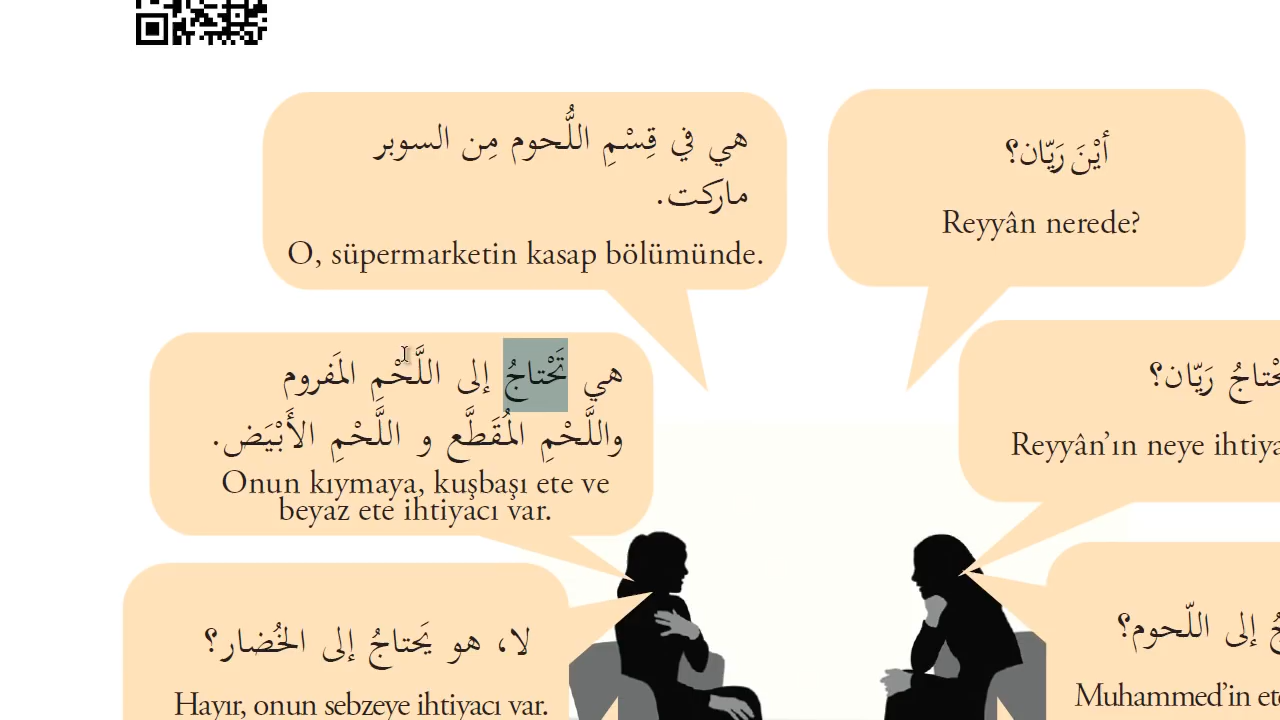 أيْنَ رَيّان؟
Reyyân nerede?
هي في قِسْمِ اللُّحوم مِن السوبر
ماركت.
O, süpermarketin kasap bölümünde.
رَيّان؟
Reyyân’ın neye
هي تَحْتاجُ إلى اللَّحْمِ المَفروم
واللَّحْمِ المُقَطَّع و اللَّحْمِ الأَبْيَض.
Onun kıymaya, kuşbaşı ete ve
beyaz ete ihtiyacı var.
إلى اللّحوم؟
Muhammed’in
لا، هو يَحتاجُ إلى الخُضار؟
Hayır, onun sebzeye ihtiyacı var.